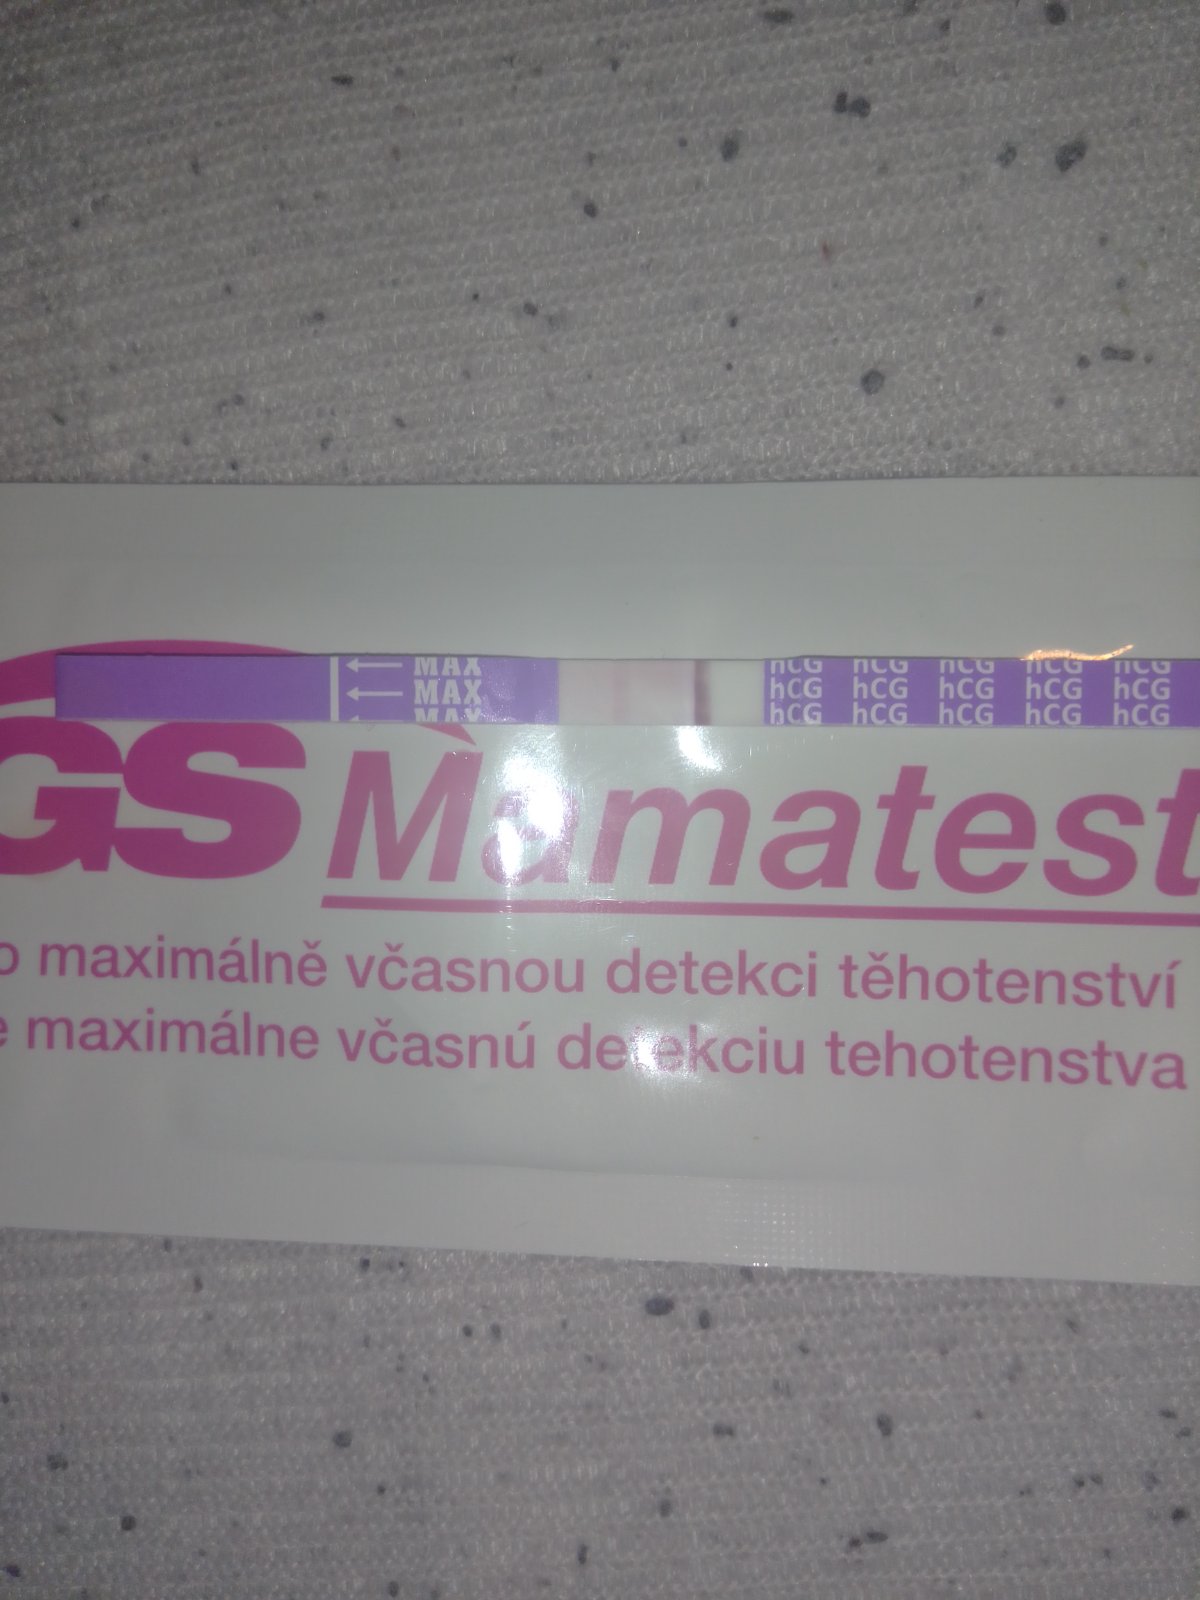 MAX hCG hCG hCG hCG hCG
MAX hCG hCG hCG hCG hCG
MAX hCG hCG hCG hCG hCG
GS Mamatest
maximálně včasnou detekci těhotenství
maximálne včasnú detekciu tehotenstva